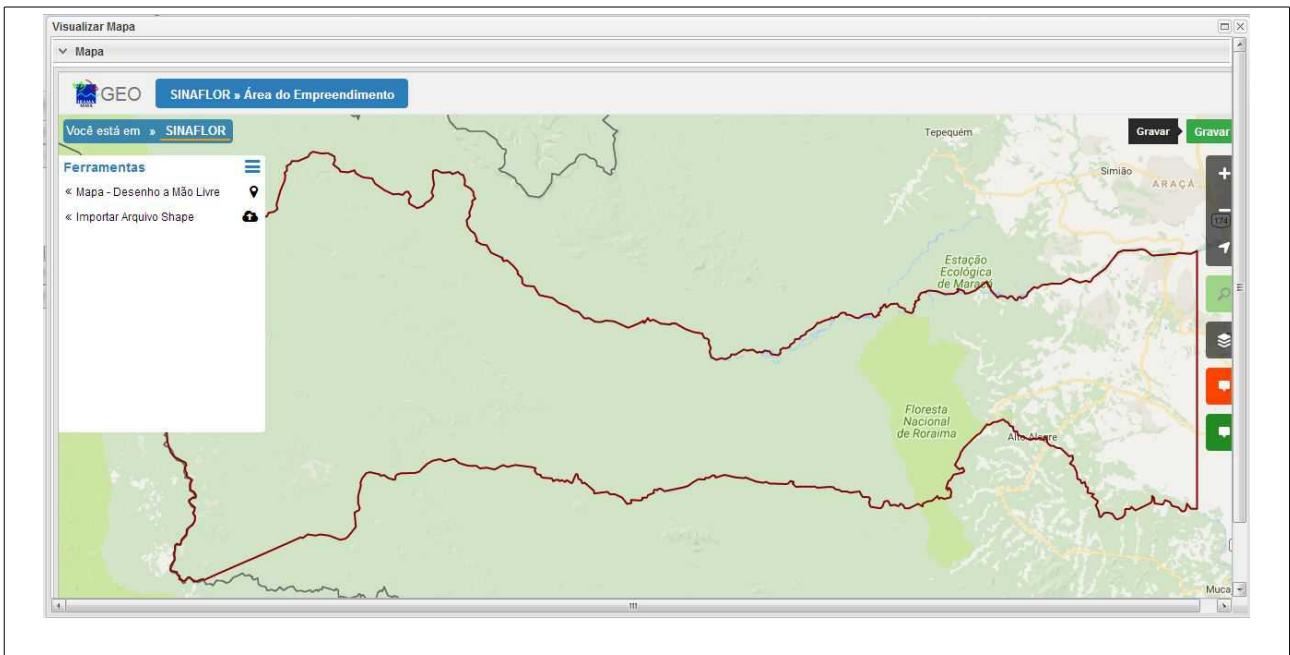 Visualizar Mapa
Mapa
GEO
SINAFLOR » Área do Empreendimento
Você está em » SINAFLOR
Gravar
Gravar
Ferramentas
« Mapa - Desenho a Mão Livre
« Importar Arquivo Shape
Tepequém
Simião
ARAÇÁ
174
Estação
Ecológica
de Maracá
Floresta
Nacional
de Roraima
Alto Alegre
Muca